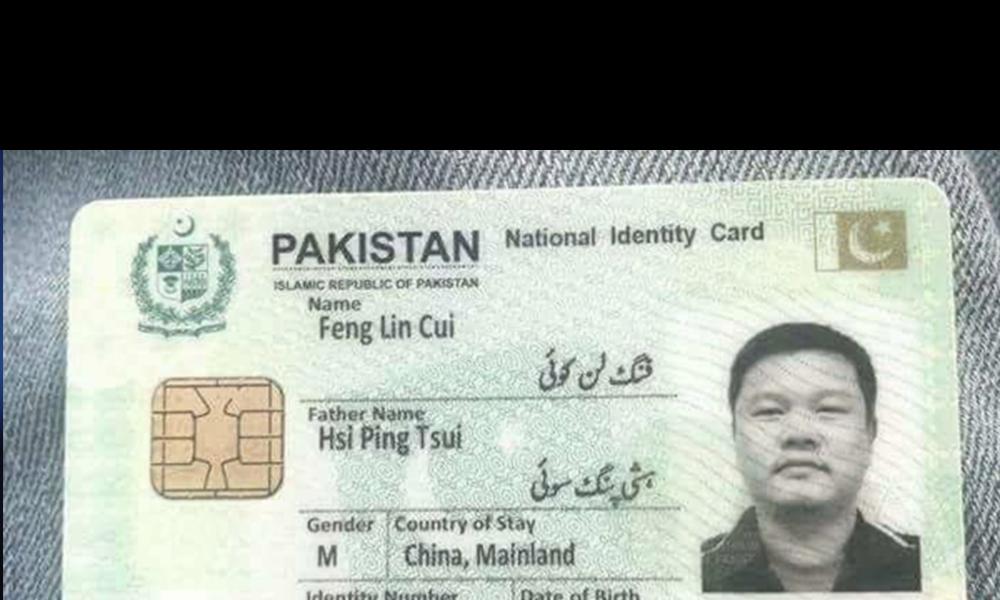 PAKISTAN National Identity Card
ISLAMIC REPUBLIC OF PAKISTAN
Name
Feng Lin Cui
فنگ لن کوئی
Father Name
Hsi Ping Tsui
ہشی پنگ سوئی
Gender Country of Stay
M China, Mainland
Identity Number Date of Birth